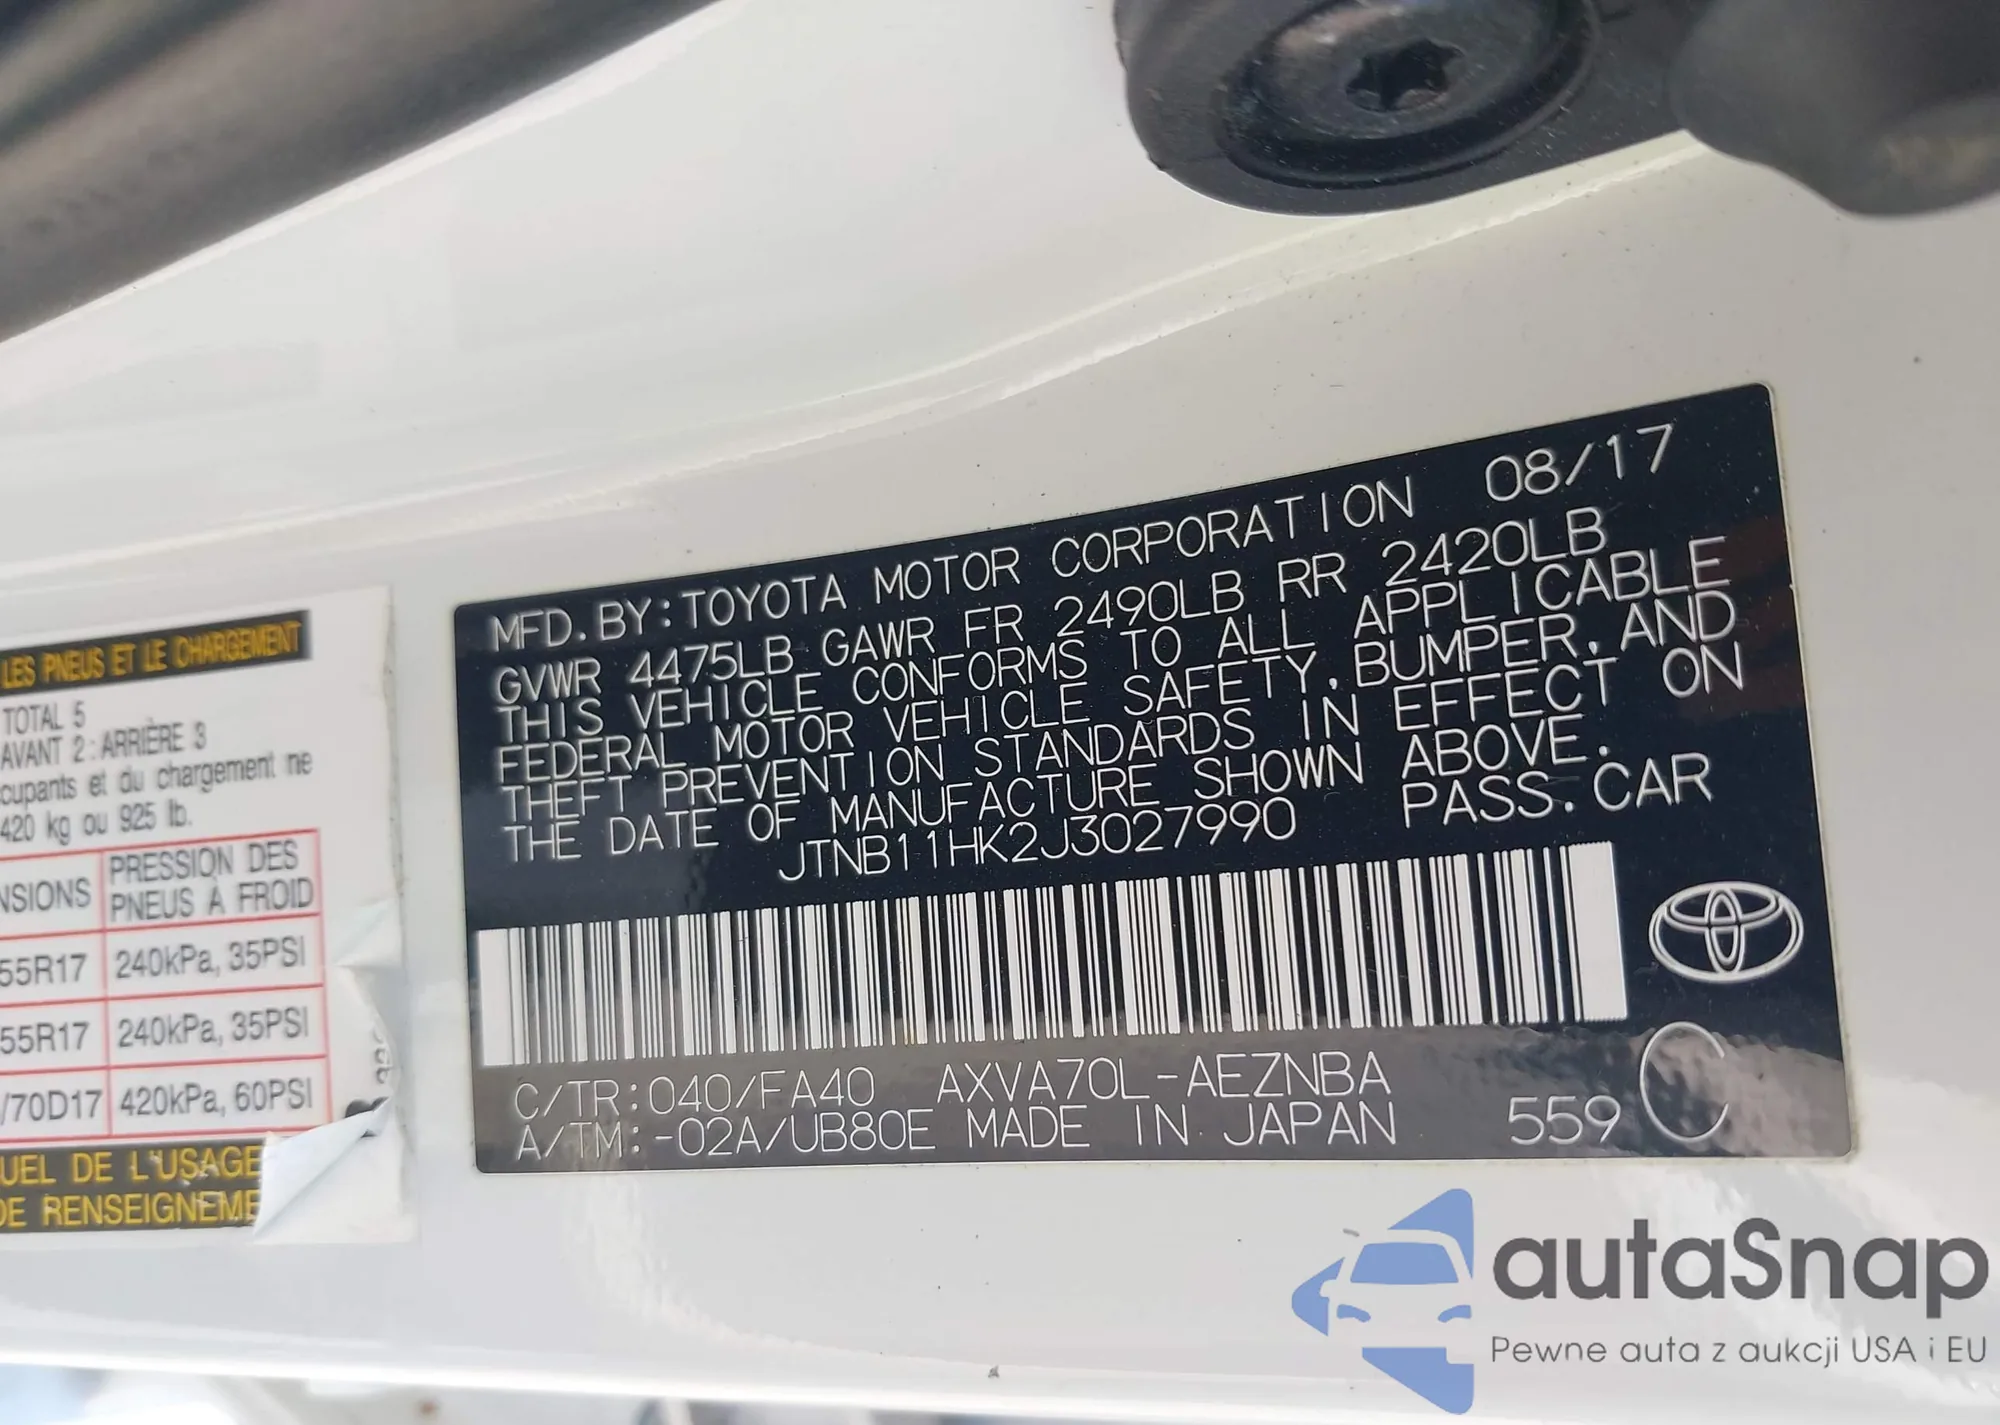 LES PNEUS ET LE CHARGEMENT
TOTAL 5
AVANT 2 : ARRIÈRE 3
cupants et du chargement ne
420 kg ou 925 lb.
NSIONS PRESSION DES PNEUS À FROID
55R17 240kPa, 35PSI
55R17 240kPa, 35PSI
/70D17 420kPa, 60PSI
UEL DE L'USAGE
DE RENSEIGNEME
MFD. BY: TOYOTA MOTOR CORPORATION 08/17
GVWR 4475LB GAWR FR 2490LB RR 2420LB
THIS VEHICLE CONFORMS TO ALL APPLICABLE
FEDERAL MOTOR VEHICLE SAFETY, BUMPER, AND
THEFT PREVENTION STANDARDS IN EFFECT ON
THE DATE OF MANUFACTURE SHOWN ABOVE.
JTNB11HK2J3027990 PASS. CAR
C/TR: 040/FA40 AXVA70L-AEZNBA
A/TM: -02A/UB80E MADE IN JAPAN 559 C
autaSnap
Pewne auta z aukcji USA i EU